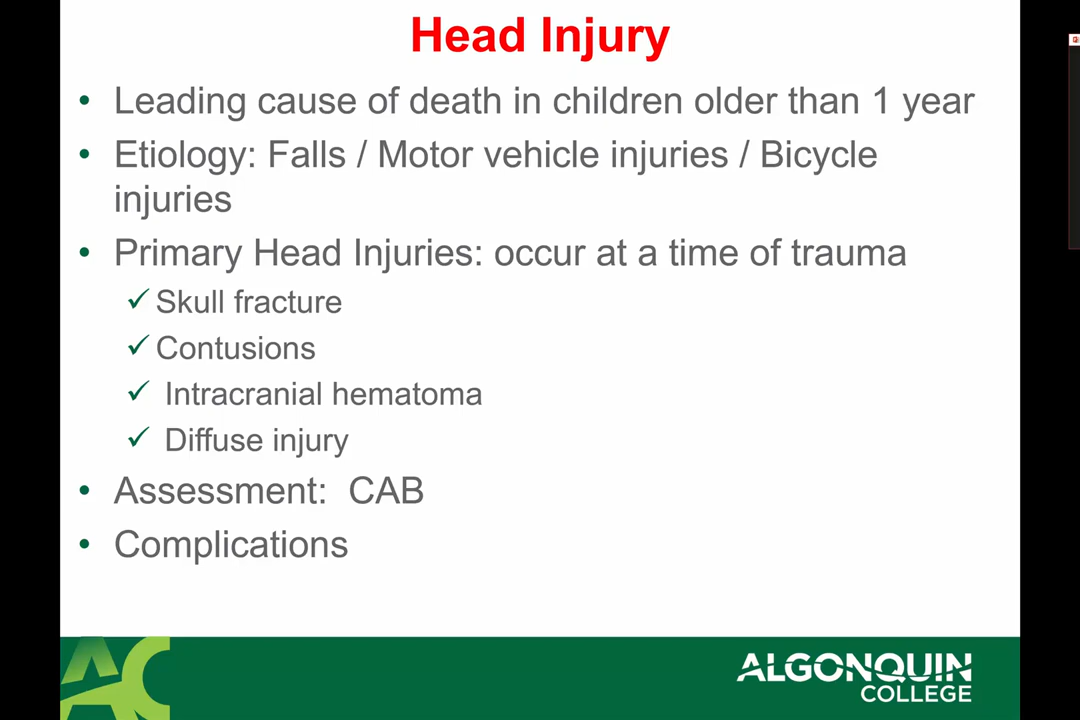 Head Injury
• Leading cause of death in children older than 1 year
• Etiology: Falls / Motor vehicle injuries / Bicycle
injuries
• Primary Head Injuries: occur at a time of trauma
✓ Skull fracture
✓ Contusions
✓ Intracranial hematoma
✓ Diffuse injury
• Assessment: CAB
• Complications
AC
ALGONQUIN
COLLEGE